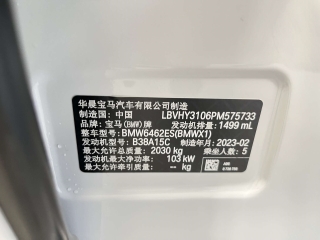 华晨宝马汽车有限公司制造
制造国：中国 LBVHY3106PM575733
品牌：宝马(BMW)牌 发动机排量：1499 mL
整车型号：BMW6462ES(BMWX1)
发动机型号：B38A15C 制造年月：2023-02
最大允许总质量：2030 kg 乘坐人数：5
发动机最大净功率：103 kW
最大允许牵引质量：-- kg